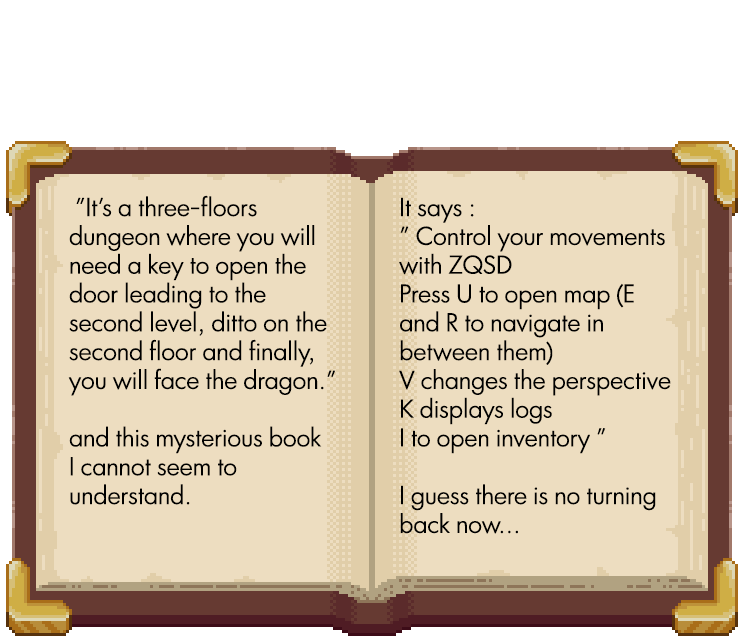 "It's a three-floors
dungeon where you will
need a key to open the
door leading to the
second level, ditto on the
second floor and finally,
you will face the dragon."
and this mysterious book
I cannot seem to
understand.
It says :
" Control your movements
with ZQSD
Press U to open map (E
and R to navigate in
between them)
V changes the perspective
K displays logs
I to open inventory "
I guess there is no turning
back now...